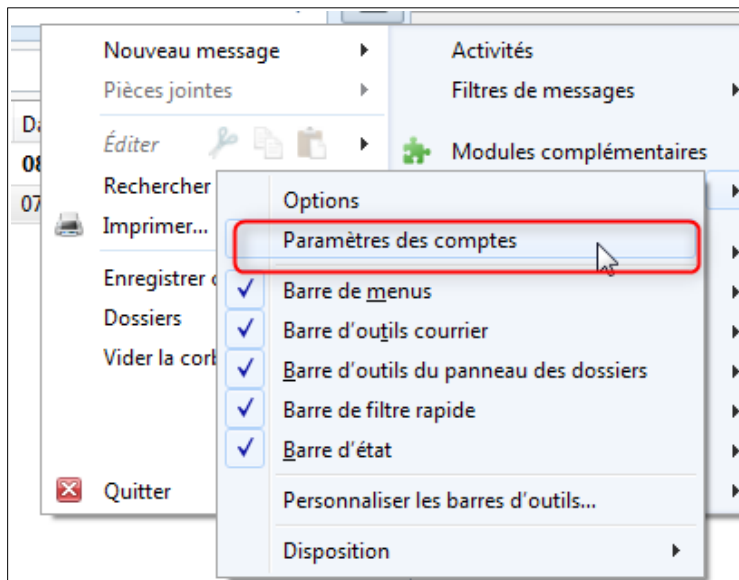 Nouveau message
Activités
Pièces jointes
Filtres de messages
Éditer
Modules complémentaires
Rechercher
Imprimer...
Enregistrer
Dossiers
Vider la
Quitter
Options
Paramètres des comptes
Barre de menus
Barre d'outils courrier
Barre d'outils du panneau des dossiers
Barre de filtre rapide
Barre d'état
Personnaliser les barres d'outils...
Disposition